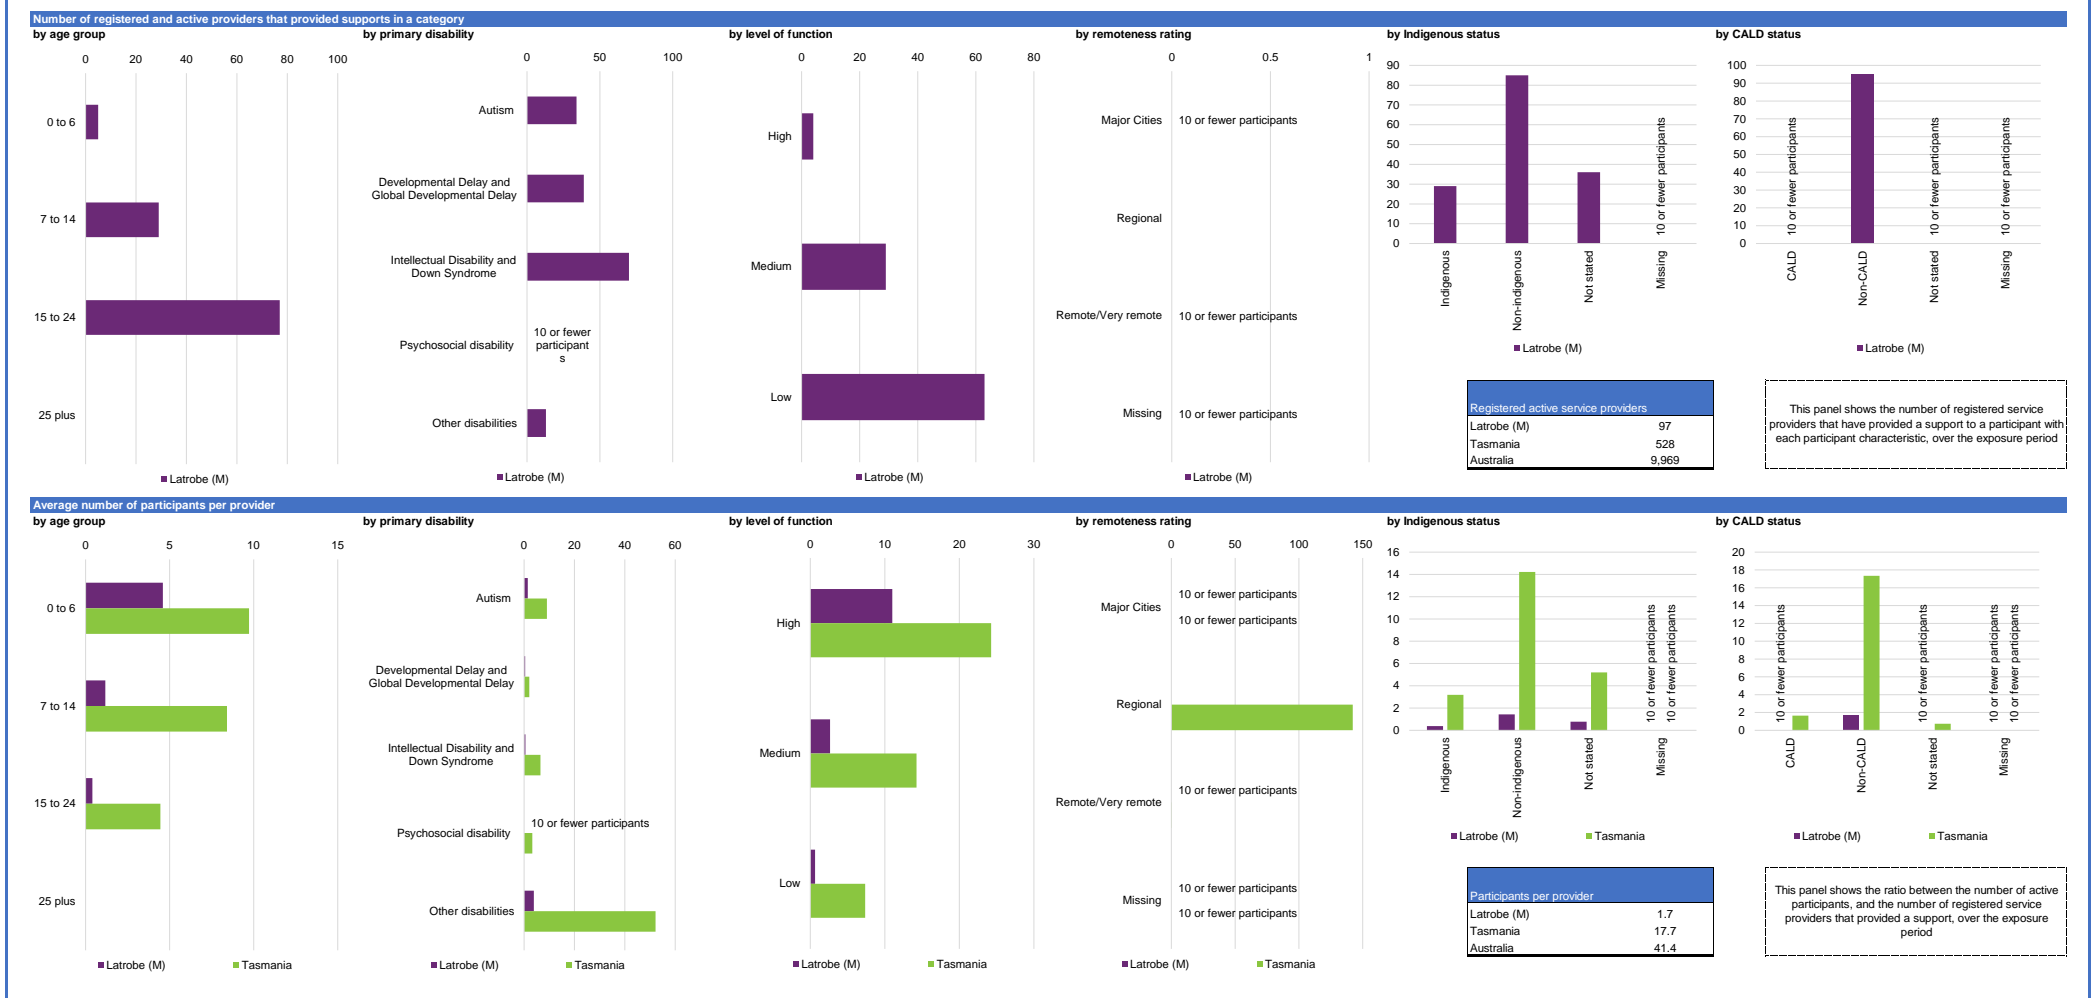 Number of registered and active providers that provided supports in a category
by age group
0 20 40 60 80 100
0 to 6
7 to 14
15 to 24
25 plus
Latrobe (M)
by primary disability
0 50 100
Autism
Developmental Delay and
Global Developmental Delay
Intellectual Disability and
Down Syndrome
Psychosocial disability
10 or fewer
participant
s
Other disabilities
Latrobe (M)
by level of function
0 20 40 60 80
High
Medium
Low
Latrobe (M)
by remoteness rating
0 0.5 1
Major Cities 10 or fewer participants
Regional
Remote/Very remote 10 or fewer participants
Missing 10 or fewer participants
Latrobe (M)
by Indigenous status
90
80
70
60
50
40
30
20
10
0
10 or fewer participants
Indigenous
Non-indigenous
Not stated
Missing
Latrobe (M)
by CALD status
100
90
80
70
60
50
40
30
20
10
0
10 or fewer participants
10 or fewer participants
10 or fewer participants
CALD
Non-CALD
Not stated
Missing
Latrobe (M)
Registered active service providers
Latrobe (M) 97
Tasmania 528
Australia 9,969
This panel shows the number of registered service
providers that have provided a support to a participant with
each participant characteristic, over the exposure period
Average number of participants per provider
by age group
0 5 10 15
0 to 6
7 to 14
15 to 24
25 plus
Latrobe (M) Tasmania
by primary disability
0 20 40 60
Autism
Developmental Delay and
Global Developmental Delay
Intellectual Disability and
Down Syndrome
10 or fewer participants
Psychosocial disability
Other disabilities
Latrobe (M) Tasmania
by level of function
0 10 20 30
High
Medium
Low
Latrobe (M) Tasmania
by remoteness rating
0 50 100 150
10 or fewer participants
Major Cities
10 or fewer participants
Regional
10 or fewer participants
Remote/Very remote
10 or fewer participants
Missing
10 or fewer participants
Latrobe (M) Tasmania
by Indigenous status
16
14
12
10
8
6
4
2
0
10 or fewer participants
10 or fewer participants
Indigenous
Non-indigenous
Not stated
Missing
Latrobe (M) Tasmania
by CALD status
20
18
16
14
12
10
8
6
4
2
0
10 or fewer participants
10 or fewer participants
10 or fewer participants
10 or fewer participants
CALD
Non-CALD
Not stated
Missing
Latrobe (M) Tasmania
Participants per provider
Latrobe (M) 1.7
Tasmania 17.7
Australia 41.4
This panel shows the ratio between the number of active
participants, and the number of registered service
providers that provided a support, over the exposure
period